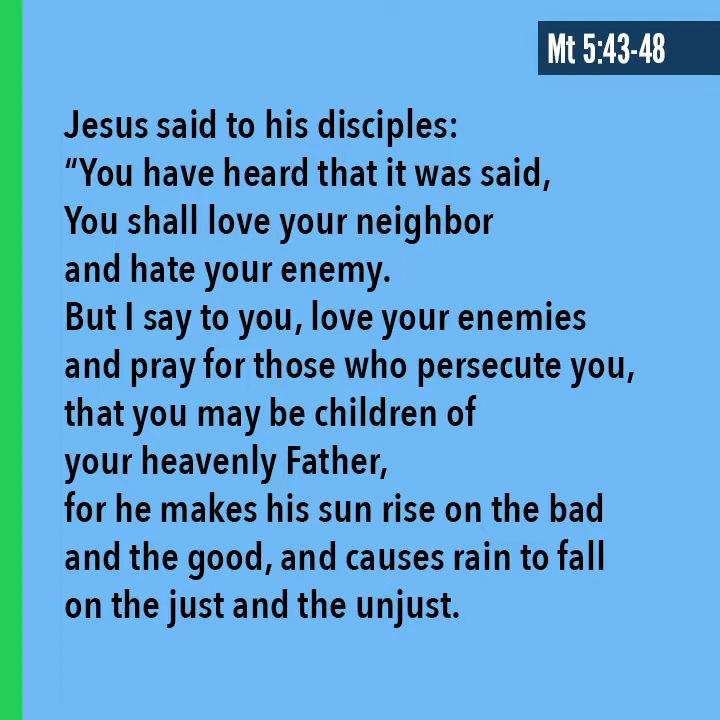 Mt 5:43-48
Jesus said to his disciples:
“You have heard that it was said,
You shall love your neighbor
and hate your enemy.
But I say to you, love your enemies
and pray for those who persecute you,
that you may be children of
your heavenly Father,
for he makes his sun rise on the bad
and the good, and causes rain to fall
on the just and the unjust.